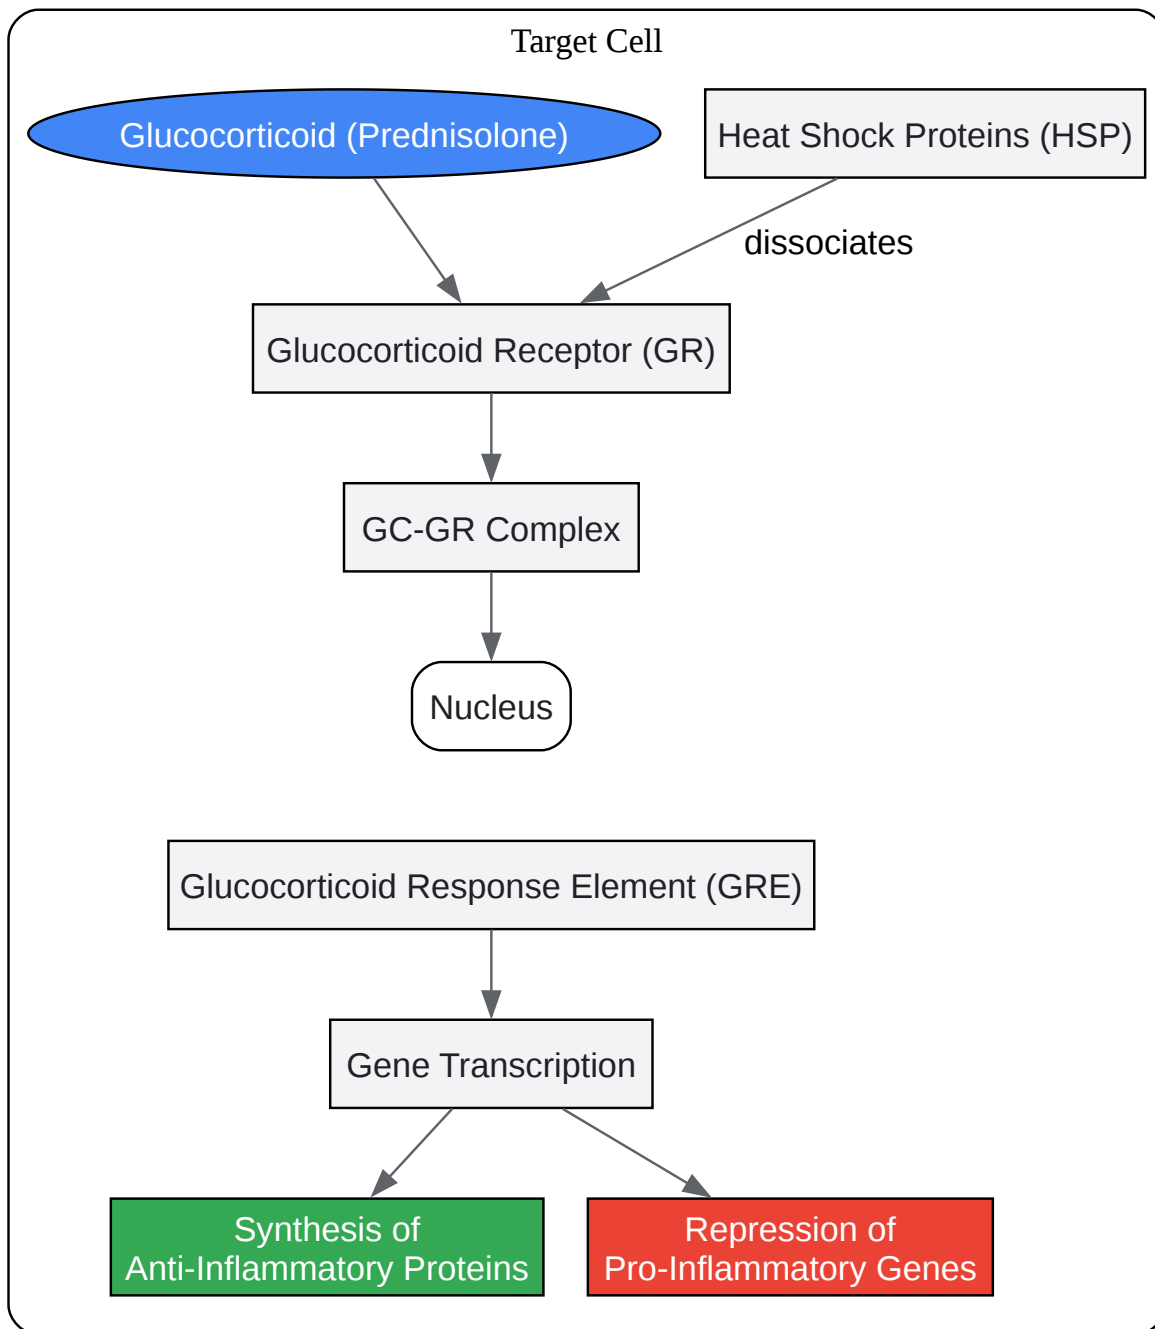 Target Cell
Glucocorticoid (Prednisolone)
Heat Shock Proteins (HSP)
dissociates
Glucocorticoid Receptor (GR)
GC-GR Complex
Nucleus
Glucocorticoid Response Element (GRE)
Gene Transcription
Synthesis of
Anti-Inflammatory Proteins
Repression of
Pro-Inflammatory Genes